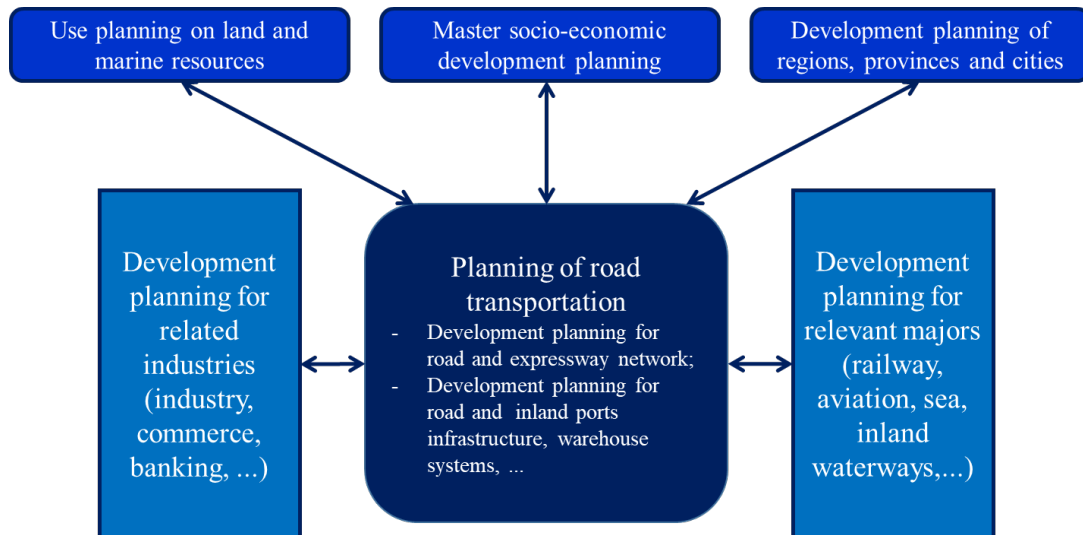 Use planning on land and
marine resources
Master socio-economic
development planning
Development planning of
regions, provinces and cities
Development
planning for
related
industries
(industry,
commerce,
banking, ...)
Planning of road
transportation
- Development planning for
road and expressway network;
- Development planning for
road and inland ports
infrastructure, warehouse
systems, ...
Development
planning for
relevant majors
(railway,
aviation, sea,
inland
waterways,...)